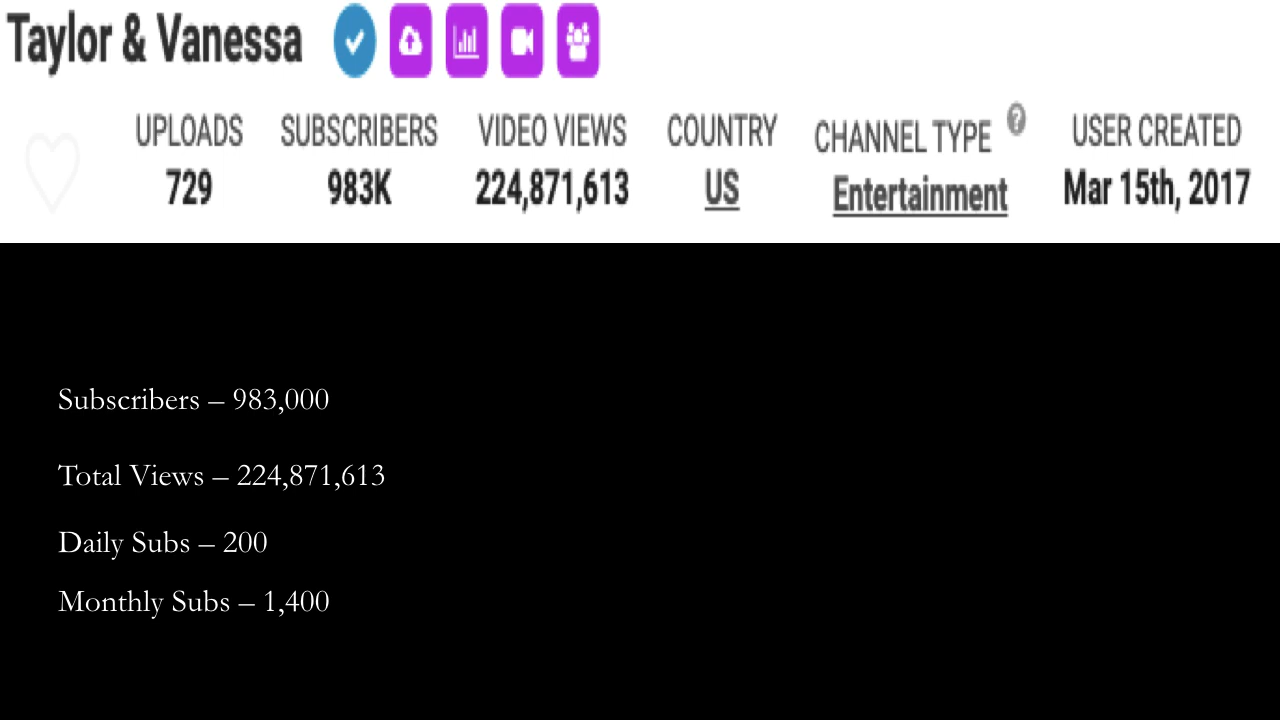 Taylor & Vanessa
UPLOADS SUBSCRIBERS VIDEO VIEWS COUNTRY CHANNEL TYPE ? USER CREATED
729 983K 224,871,613 US Entertainment Mar 15th, 2017
Subscribers – 983,000
Total Views – 224,871,613
Daily Subs – 200
Monthly Subs – 1,400